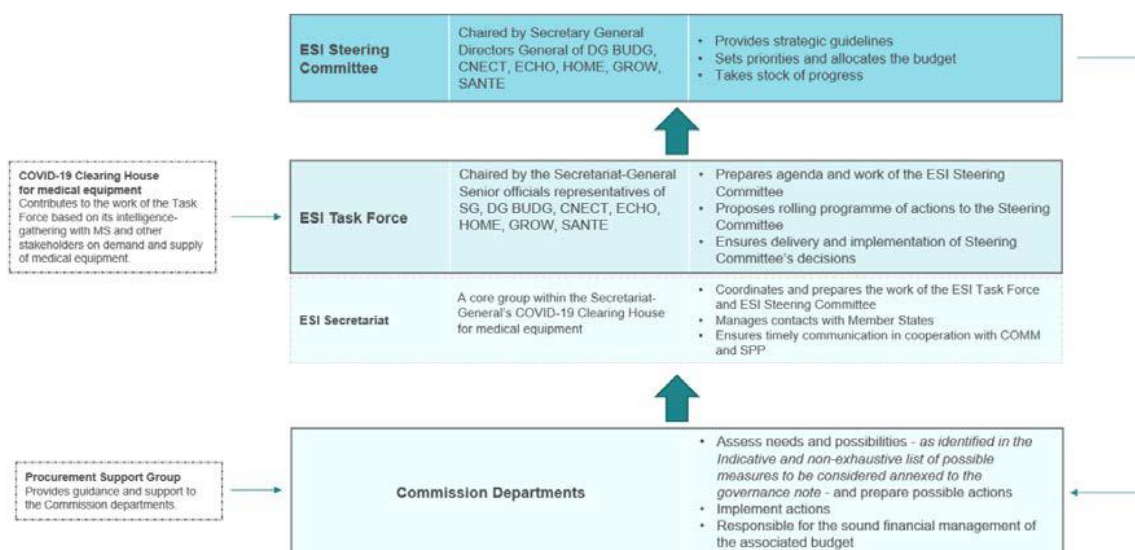 ESI Steering
Committee
Chaired by Secretary General
Directors General of DG BUDG,
CNECT, ECHO, HOME, GROW,
SANTE
• Provides strategic guidelines
• Sets priorities and allocates the budget
• Takes stock of progress
COVID-19 Clearing House
for medical equipment
Contributes to the work of the Task
Force based on its intelligence-
gathering with MS and other
stakeholders on demand and supply
of medical equipment.
ESI Task Force
Chaired by the Secretariat-General
Senior officials representatives of
SG, DG BUDG, CNECT, ECHO,
HOME, GROW, SANTE
• Prepares agenda and work of the ESI Steering
Committee
• Proposes rolling programme of actions to the Steering
Committee
• Ensures delivery and implementation of Steering
Committee's decisions
ESI Secretariat
A core group within the Secretariat-
General's COVID-19 Clearing House
for medical equipment
• Coordinates and prepares the work of the ESI Task Force
and ESI Steering Committee
• Manages contacts with Member States
• Ensures timely communication in cooperation with COMM
and SPP
Procurement Support Group
Provides guidance and support to
the Commission departments.
Commission Departments
• Assess needs and possibilities - as identified in the
Indicative and non-exhaustive list of possible
measures to be considered annexed to the
governance note - and prepare possible actions
• Implement actions
• Responsible for the sound financial management of
the associated budget